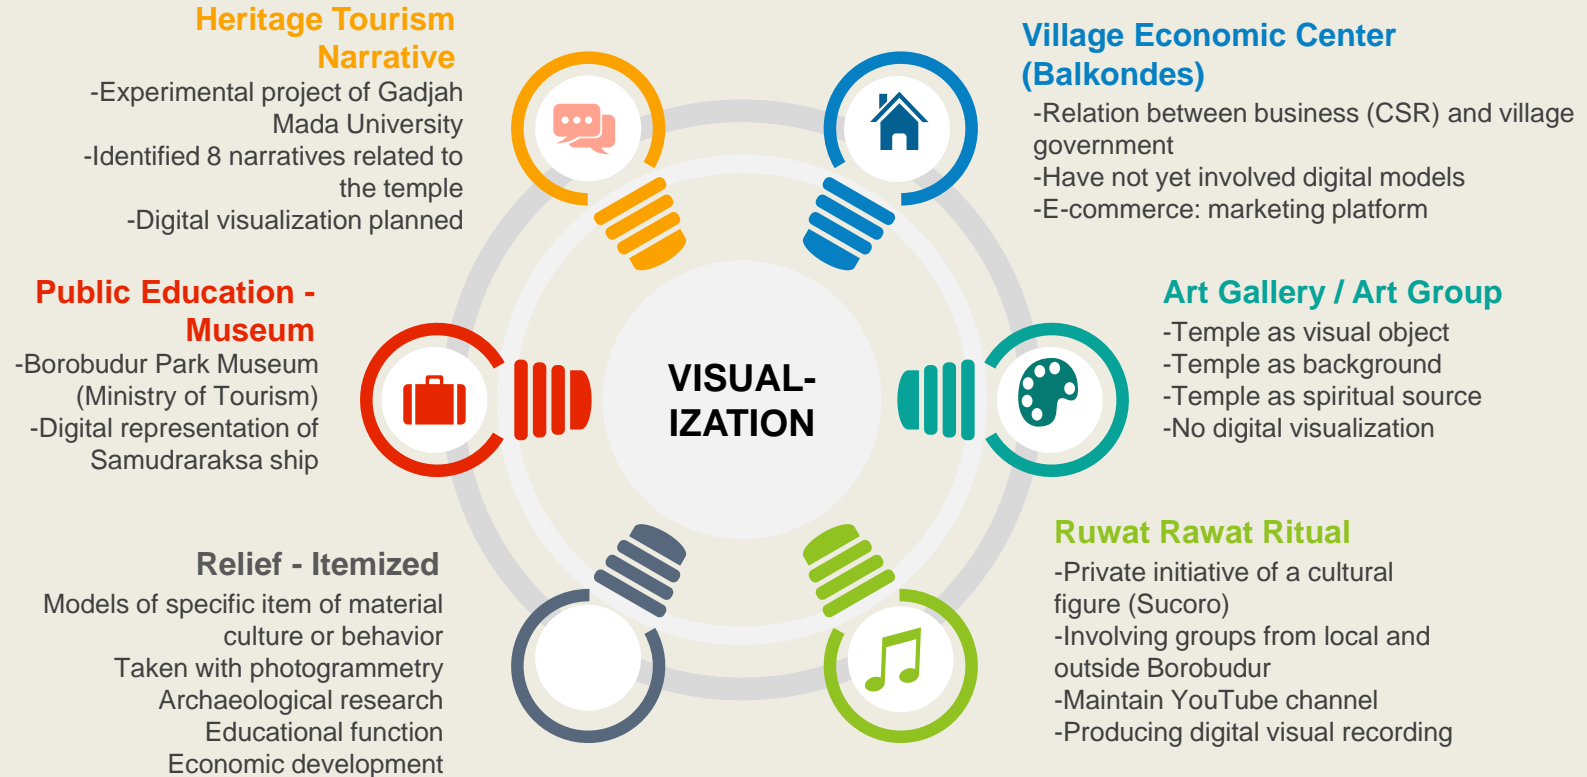 Heritage Tourism
Narrative
-Experimental project of Gadjah
Mada University
-Identified 8 narratives related to
the temple
-Digital visualization planned
Village Economic Center
(Balkondes)
-Relation between business (CSR) and village
government
-Have not yet involved digital models
-E-commerce: marketing platform
Public Education -
Museum
-Borobudur Park Museum
(Ministry of Tourism)
-Digital representation of
Samudraraksa ship
VISUAL-
IZATION
Art Gallery / Art Group
-Temple as visual object
-Temple as background
-Temple as spiritual source
-No digital visualization
Relief - Itemized
Models of specific item of material
culture or behavior
Taken with photogrammetry
Archaeological research
Educational function
Economic development
Ruwat Rawat Ritual
-Private initiative of a cultural
figure (Sucoro)
-Involving groups from local and
outside Borobudur
-Maintain YouTube channel
-Producing digital visual recording